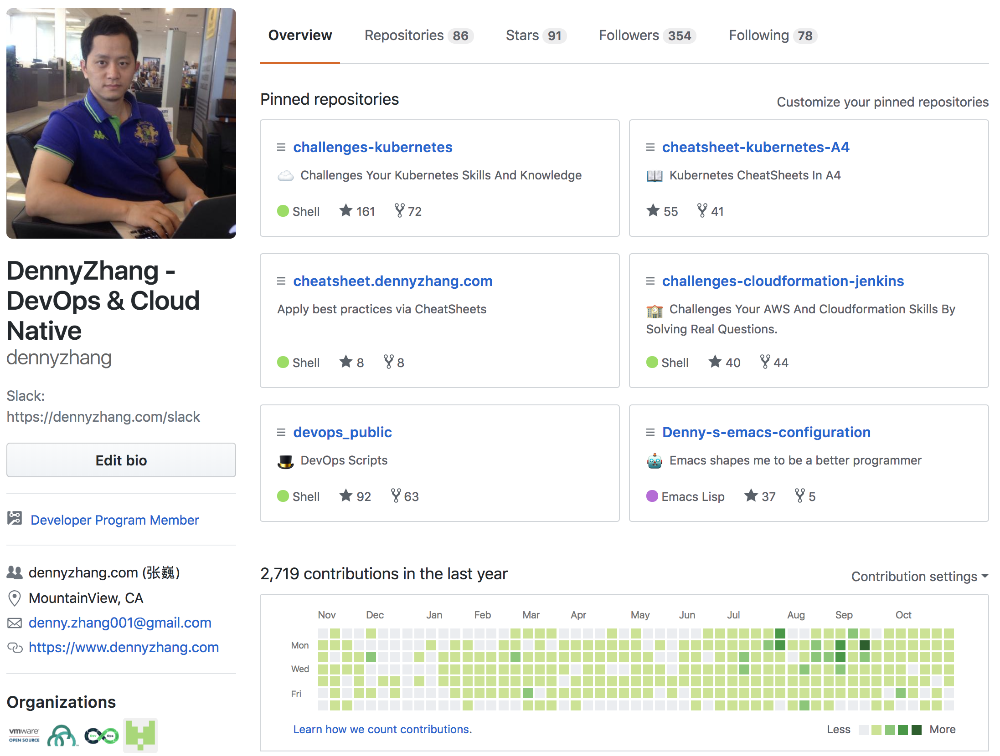 Overview
Repositories 86
Stars 91
Followers 354
Following 78
DennyZhang -
DevOps & Cloud
Native
dennyzhang
Slack:
https://dennyzhang.com/slack
Edit bio
Developer Program Member
dennyzhang.com (张巍)
MountainView, CA
denny.zhang001@gmail.com
https://www.dennyzhang.com
Organizations
vmware
OPEN SOURCE
Dev Ops
Pinned repositories
Customize your pinned repositories
challenges-kubernetes
Challenges Your Kubernetes Skills And Knowledge
Shell 161 72
cheatsheet-kubernetes-A4
Kubernetes CheatSheets In A4
55 41
cheatsheet.dennyzhang.com
Apply best practices via CheatSheets
Shell 8 8
challenges-cloudformation-jenkins
Challenges Your AWS And Cloudformation Skills By
Solving Real Questions.
Shell 40 44
devops_public
DevOps Scripts
Shell 92 63
Denny-s-emacs-configuration
Emacs shapes me to be a better programmer
Emacs Lisp 37 5
2,719 contributions in the last year
Contribution settings
Nov Dec Jan Feb Mar Apr May Jun Jul Aug Sep Oct
Mon
Wed
Fri
Learn how we count contributions.
Less More